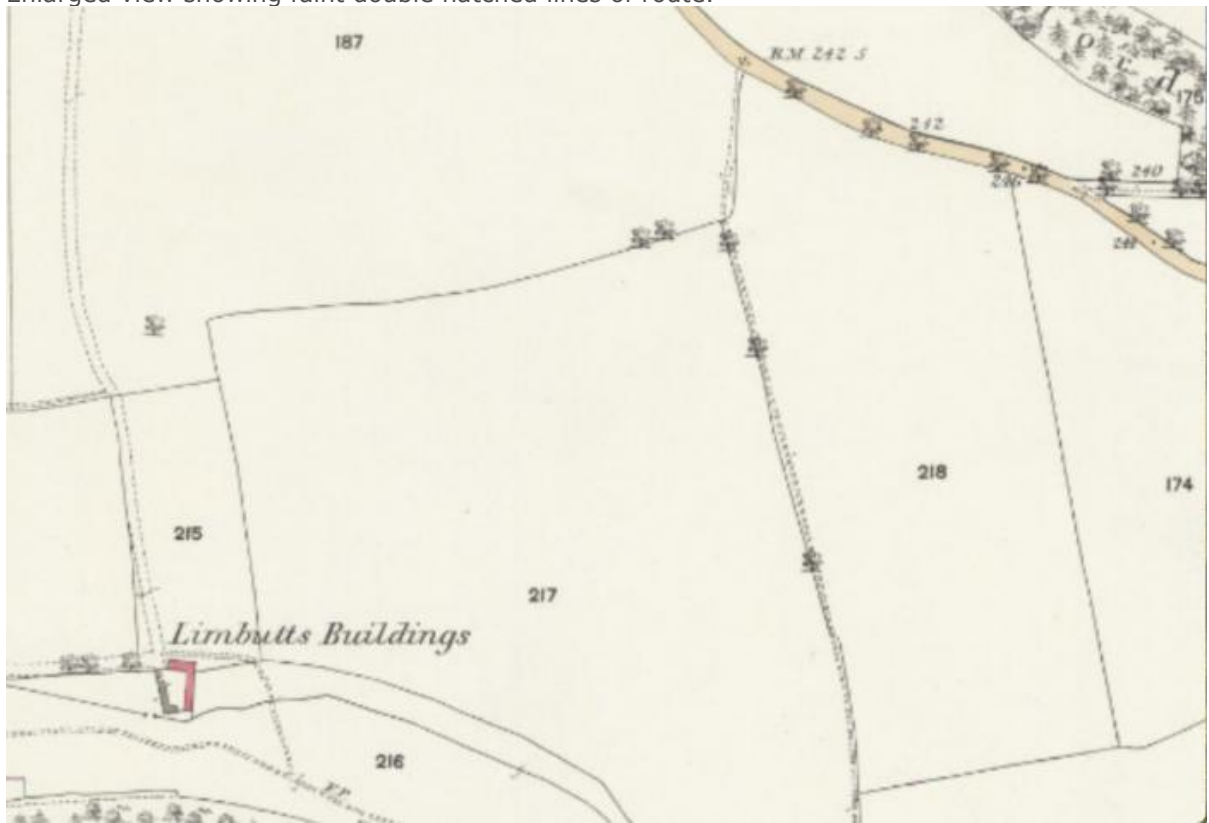 Enlarged view showing faint double hatched lines of route.
187
B.M 242·5
175
242
240
246
241
218
174
215
217
Limbutts Buildings
216
F.P.